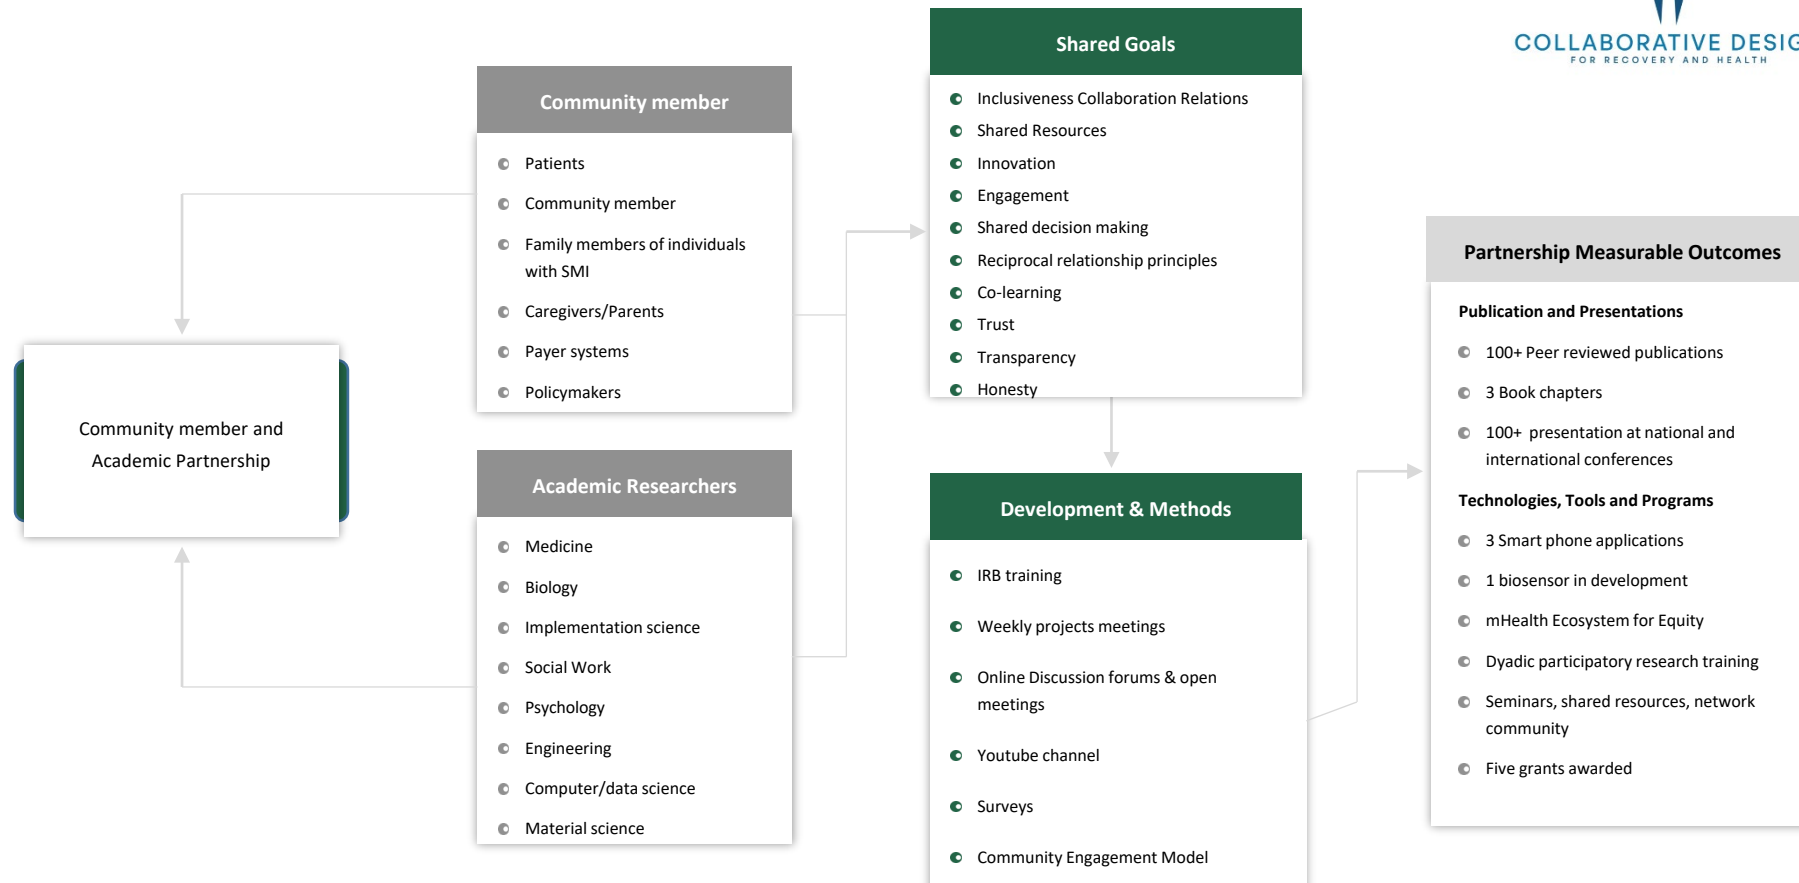 COLLABORATIVE DESIG
FOR RECOVERY AND HEALTH
Community member and
Academic Partnership
Community member
Patients
Community member
Family members of individuals
with SMI
Caregivers/Parents
Payer systems
Policymakers
Academic Researchers
Medicine
Biology
Implementation science
Social Work
Psychology
Engineering
Computer/data science
Material science
Shared Goals
Inclusiveness Collaboration Relations
Shared Resources
Innovation
Engagement
Shared decision making
Reciprocal relationship principles
Co-learning
Trust
Transparency
Honesty
Development & Methods
IRB training
Weekly projects meetings
Online Discussion forums & open
meetings
Youtube channel
Surveys
Community Engagement Model
Partnership Measurable Outcomes
Publication and Presentations
100+ Peer reviewed publications
3 Book chapters
100+  presentation at national and
international conferences
Technologies, Tools and Programs
3 Smart phone applications
1 biosensor in development
mHealth Ecosystem for Equity
Dyadic participatory research training
Seminars, shared resources, network
community
Five grants awarded